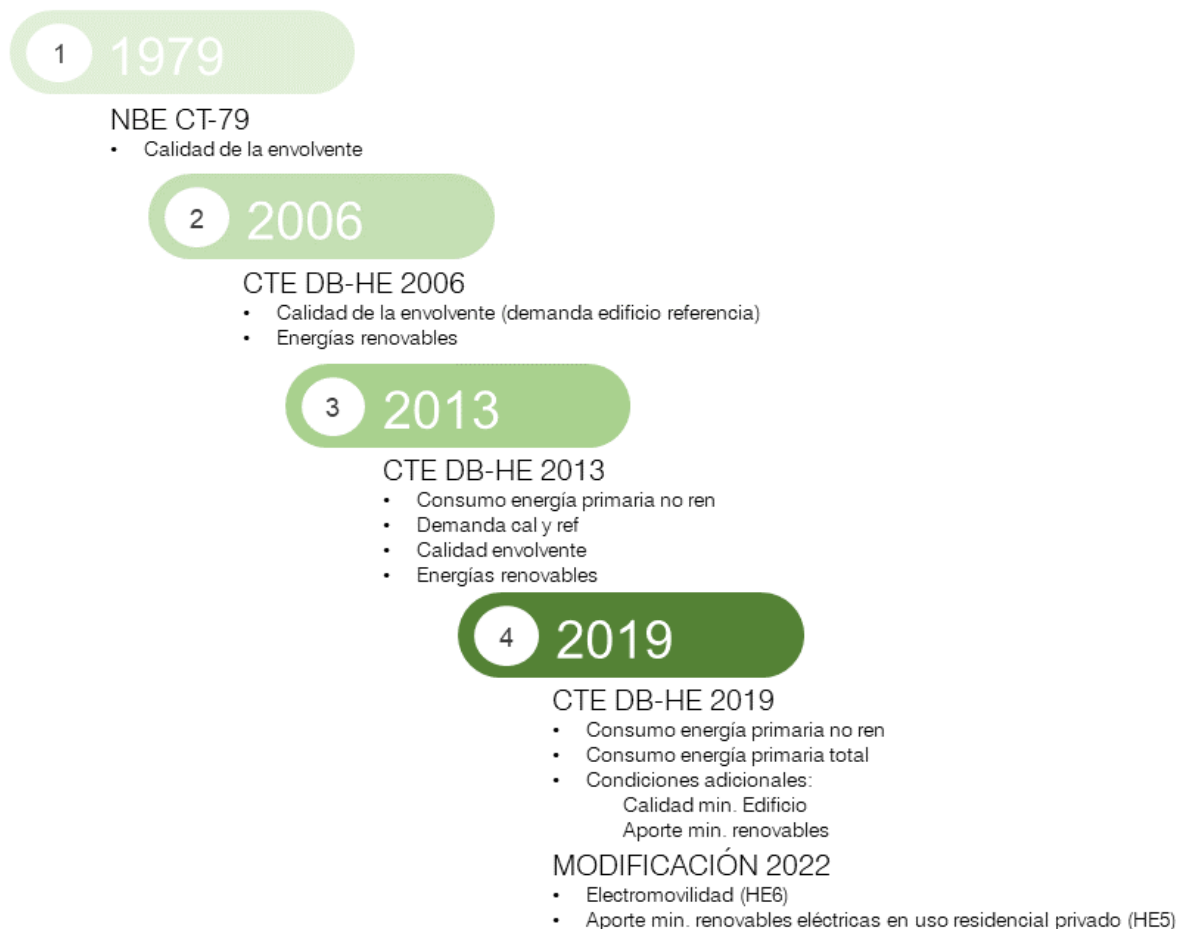 1 1979
NBE CT-79
• Calidad de la envolvente
2 2006
CTE DB-HE 2006
• Calidad de la envolvente (demanda edificio referencia)
• Energías renovables
3 2013
CTE DB-HE 2013
• Consumo energía primaria no ren
• Demanda cal y ref
• Calidad envolvente
• Energías renovables
4 2019
CTE DB-HE 2019
• Consumo energía primaria no ren
• Consumo energía primaria total
• Condiciones adicionales:
Calidad min. Edificio
Aporte min. renovables
MODIFICACIÓN 2022
• Electromovilidad (HE6)
• Aporte min. renovables eléctricas en uso residencial privado (HE5)